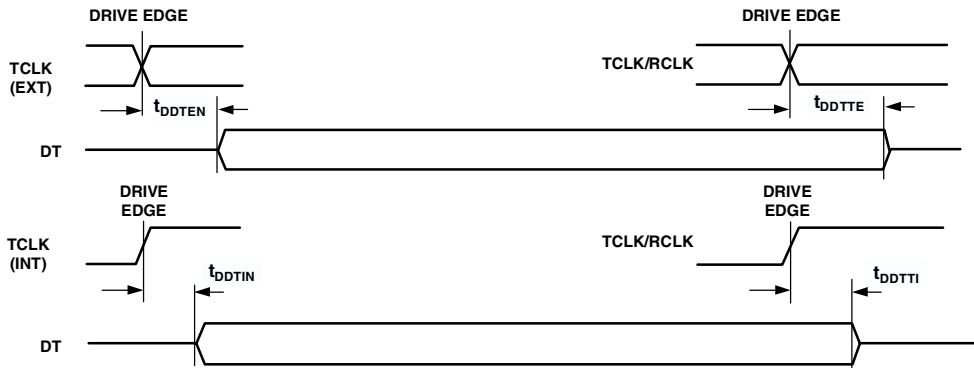 DRIVE EDGE
DRIVE EDGE
TCLK
(EXT)
TCLK/RCLK
tDDTEN
tDDTTE
DT
DRIVE
EDGE
DRIVE
EDGE
TCLK
(INT)
TCLK/RCLK
tDDTIN
tDDTTI
DT